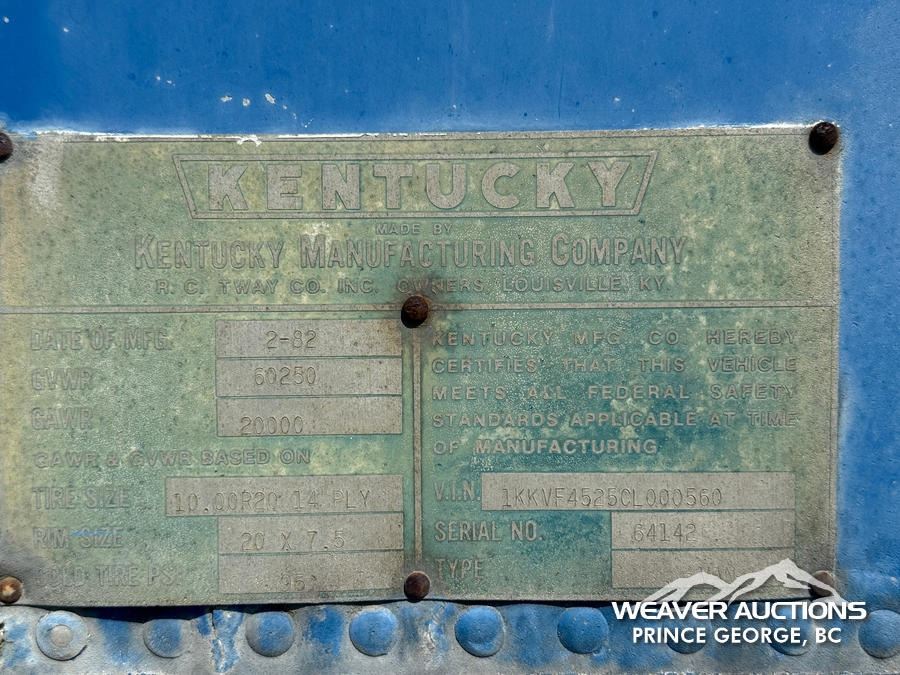 KENTUCKY
MADE BY
KENTUCKY MANUFACTURING COMPANY
R. C. TWAY CO. INC. OWNERS, LOUISVILLE, KY.
DATE OF MFG. 2-82
GVWR 60250
GAWR 20000
GAWR & GVWR BASED ON
TIRE SIZE 10.00R20 14 PLY
RIM SIZE 20 X 7.5
COLD TIRE PSI
KENTUCKY MFG. CO. HEREBY
CERTIFIES THAT THIS VEHICLE
MEETS ALL FEDERAL SAFETY
STANDARDS APPLICABLE AT TIME
OF MANUFACTURING
V.I.N. 1KKVF4525CL000560
SERIAL NO. 64142
TYPE
WEAVER AUCTIONS
PRINCE GEORGE, BC